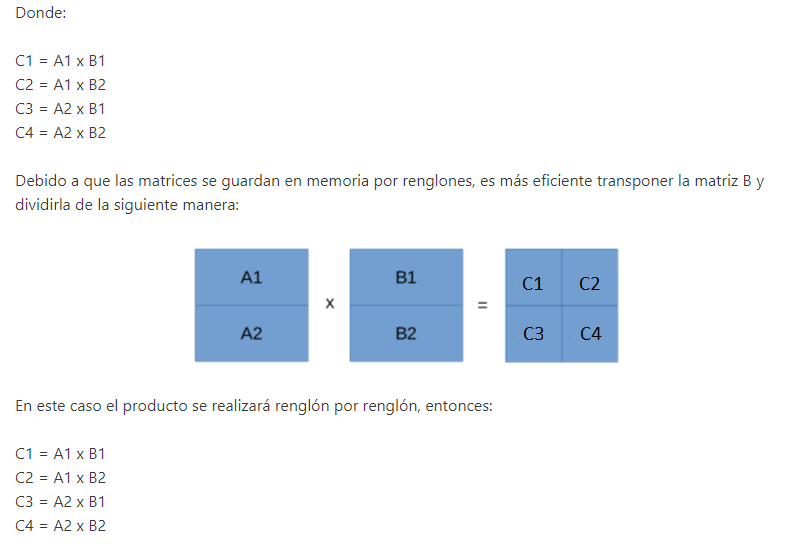 Donde:
C1 = A1 x B1
C2 = A1 x B2
C3 = A2 x B1
C4 = A2 x B2
Debido a que las matrices se guardan en memoria por renglones, es más eficiente transponer la matriz B y
dividirla de la siguiente manera:
A1 B1 C1 C2
x =
A2 B2 C3 C4
En este caso el producto se realizará renglón por renglón, entonces:
C1 = A1 x B1
C2 = A1 x B2
C3 = A2 x B1
C4 = A2 x B2